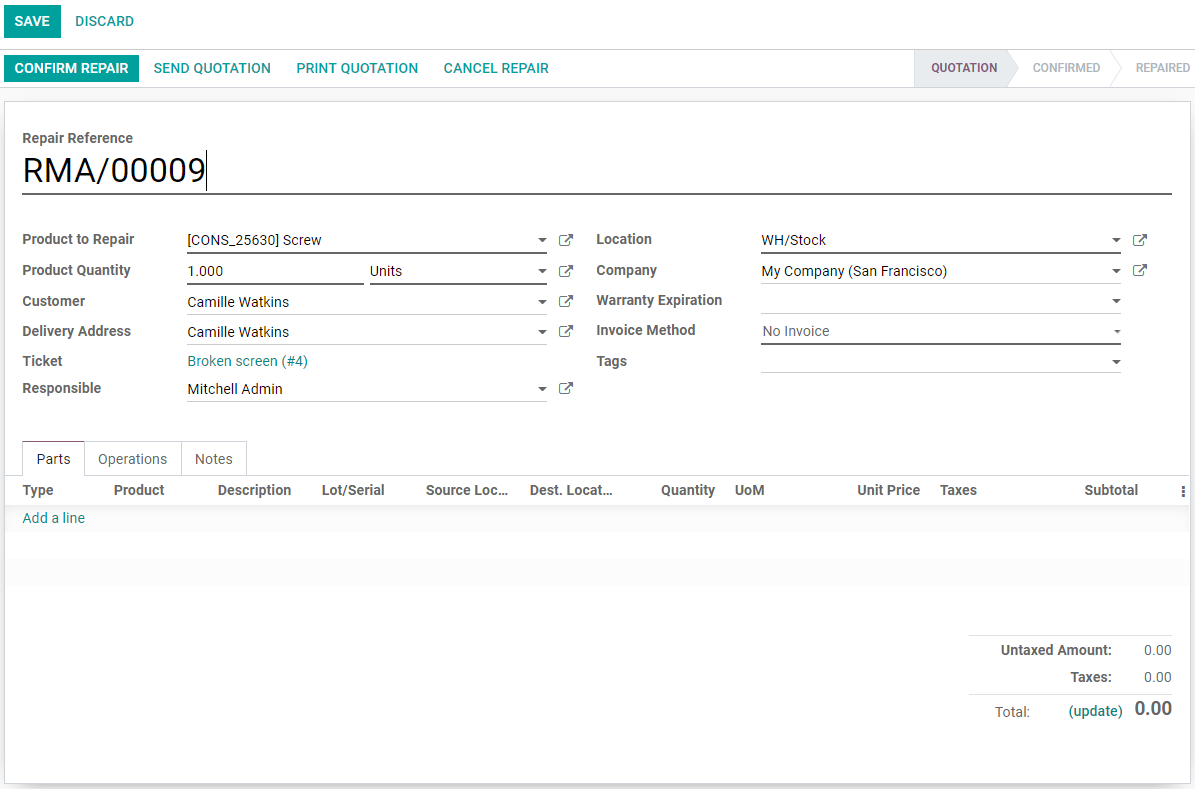 SAVE DISCARD
CONFIRM REPAIR SEND QUOTATION PRINT QUOTATION CANCEL REPAIR QUOTATION CONFIRMED REPAIRED
Repair Reference
RMA/00009
Product to Repair [CONS_25630] Screw Location WH/Stock
Product Quantity 1.000 Units Company My Company (San Francisco)
Customer Camille Watkins Warranty Expiration
Delivery Address Camille Watkins Invoice Method No Invoice
Ticket Broken screen (#4) Tags
Responsible Mitchell Admin
Parts Operations Notes
Type Product Description Lot/Serial Source Loc... Dest. Locat... Quantity UoM Unit Price Taxes Subtotal
Add a line
Untaxed Amount: 0.00
Taxes: 0.00
Total: (update) 0.00